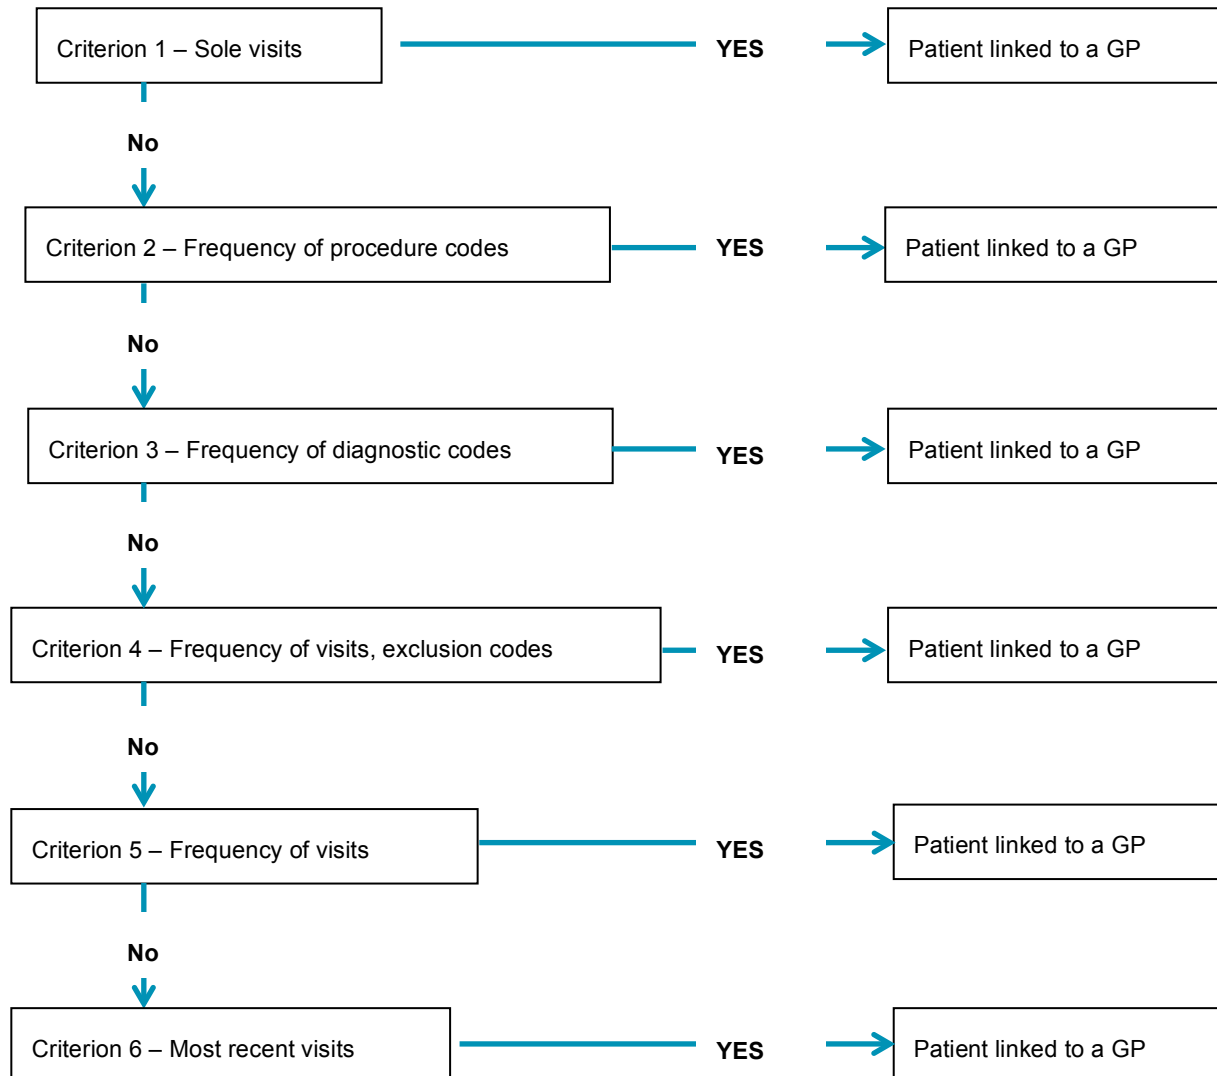 Criterion 1 – Sole visits
YES
Patient linked to a GP
No
Criterion 2 – Frequency of procedure codes
YES
Patient linked to a GP
No
Criterion 3 – Frequency of diagnostic codes
YES
Patient linked to a GP
No
Criterion 4 – Frequency of visits, exclusion codes
YES
Patient linked to a GP
No
Criterion 5 – Frequency of visits
YES
Patient linked to a GP
No
Criterion 6 – Most recent visits
YES
Patient linked to a GP